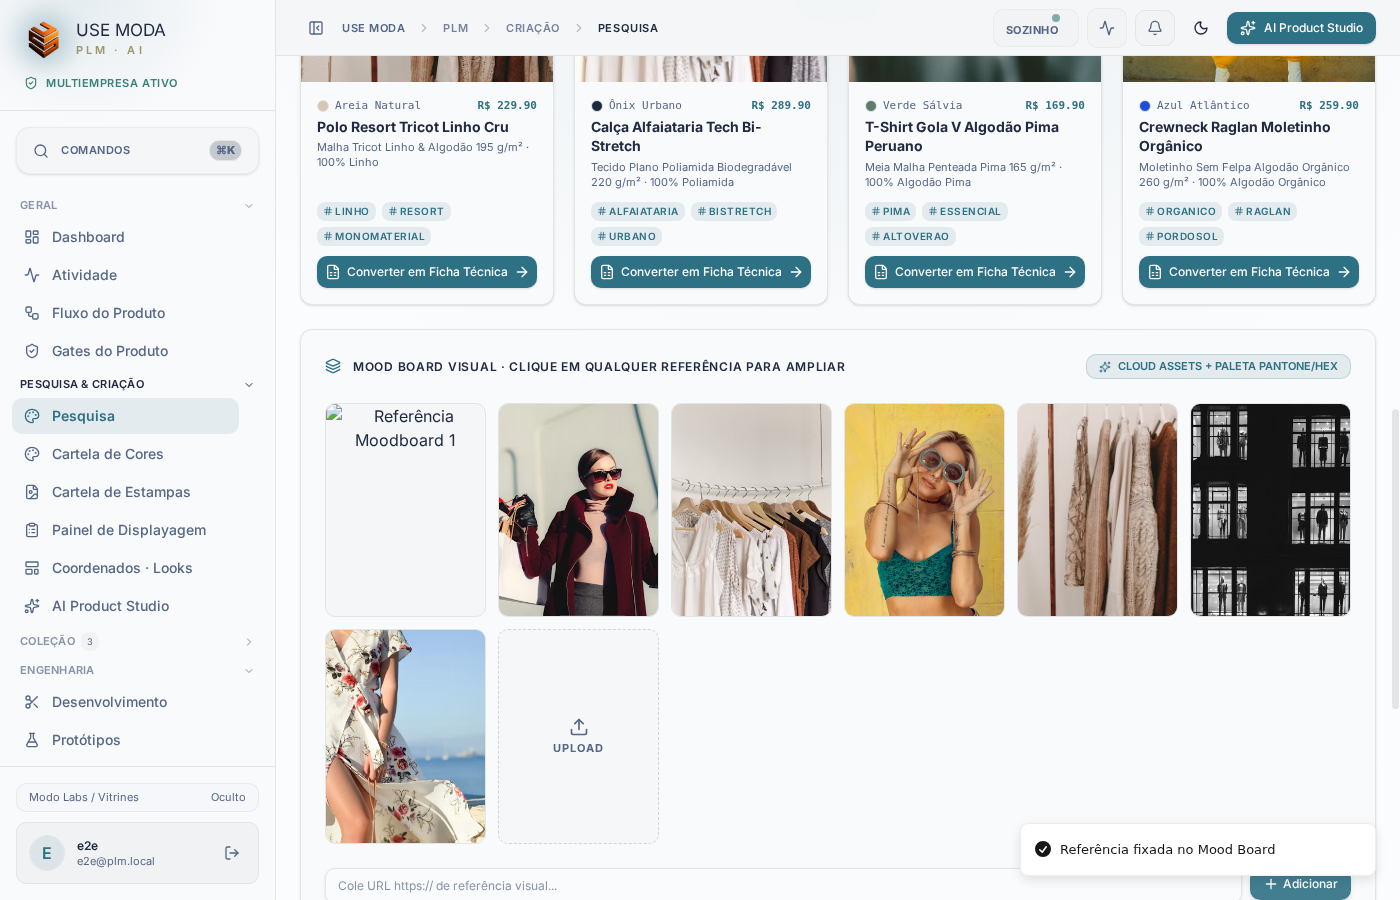 USE MODA
PLM · AI
MULTIEMPRESA ATIVO
COMANDOS
⌘K
GERAL
Dashboard
Atividade
Fluxo do Produto
Gates do Produto
PESQUISA & CRIAÇÃO
Pesquisa
Cartela de Cores
Cartela de Estampas
Painel de Displayagem
Coordenados · Looks
AI Product Studio
COLEÇÃO 3
ENGENHARIA
Desenvolvimento
Protótipos
Modo Labs / Vitrines
Oculto
E
e2e
e2e@plm.local
USE MODA
PLM
CRIAÇÃO
PESQUISA
SOZINHO
AI Product Studio
Areia Natural
R$ 229.90
Polo Resort Tricot Linho Cru
Malha Tricot Linho & Algodão 195 g/m² ·
100% Linho
# LINHO
# RESORT
# MONOMATERIAL
Converter em Ficha Técnica
Ônix Urbano
R$ 289.90
Calça Alfaiataria Tech Bi-
Stretch
Tecido Plano Poliamida Biodegradável
220 g/m² · 100% Poliamida
# ALFAIATARIA
# BISTRETCH
# URBANO
Converter em Ficha Técnica
Verde Sálvia
R$ 169.90
T-Shirt Gola V Algodão Pima
Peruano
Meia Malha Penteada Pima 165 g/m² ·
100% Algodão Pima
# PIMA
# ESSENCIAL
# ALTOVERAO
Converter em Ficha Técnica
Azul Atlântico
R$ 259.90
Crewneck Raglan Moletinho
Orgânico
Moletinho Sem Felpa Algodão Orgânico
260 g/m² · 100% Algodão Orgânico
# ORGANICO
# RAGLAN
# PORDOSOL
Converter em Ficha Técnica
MOOD BOARD VISUAL · CLIQUE EM QUALQUER REFERÊNCIA PARA AMPLIAR
CLOUD ASSETS + PALETA PANTONE/HEX
Referência
Moodboard 1
UPLOAD
Cole URL https:// de referência visual...
Adicionar
Referência fixada no Mood Board